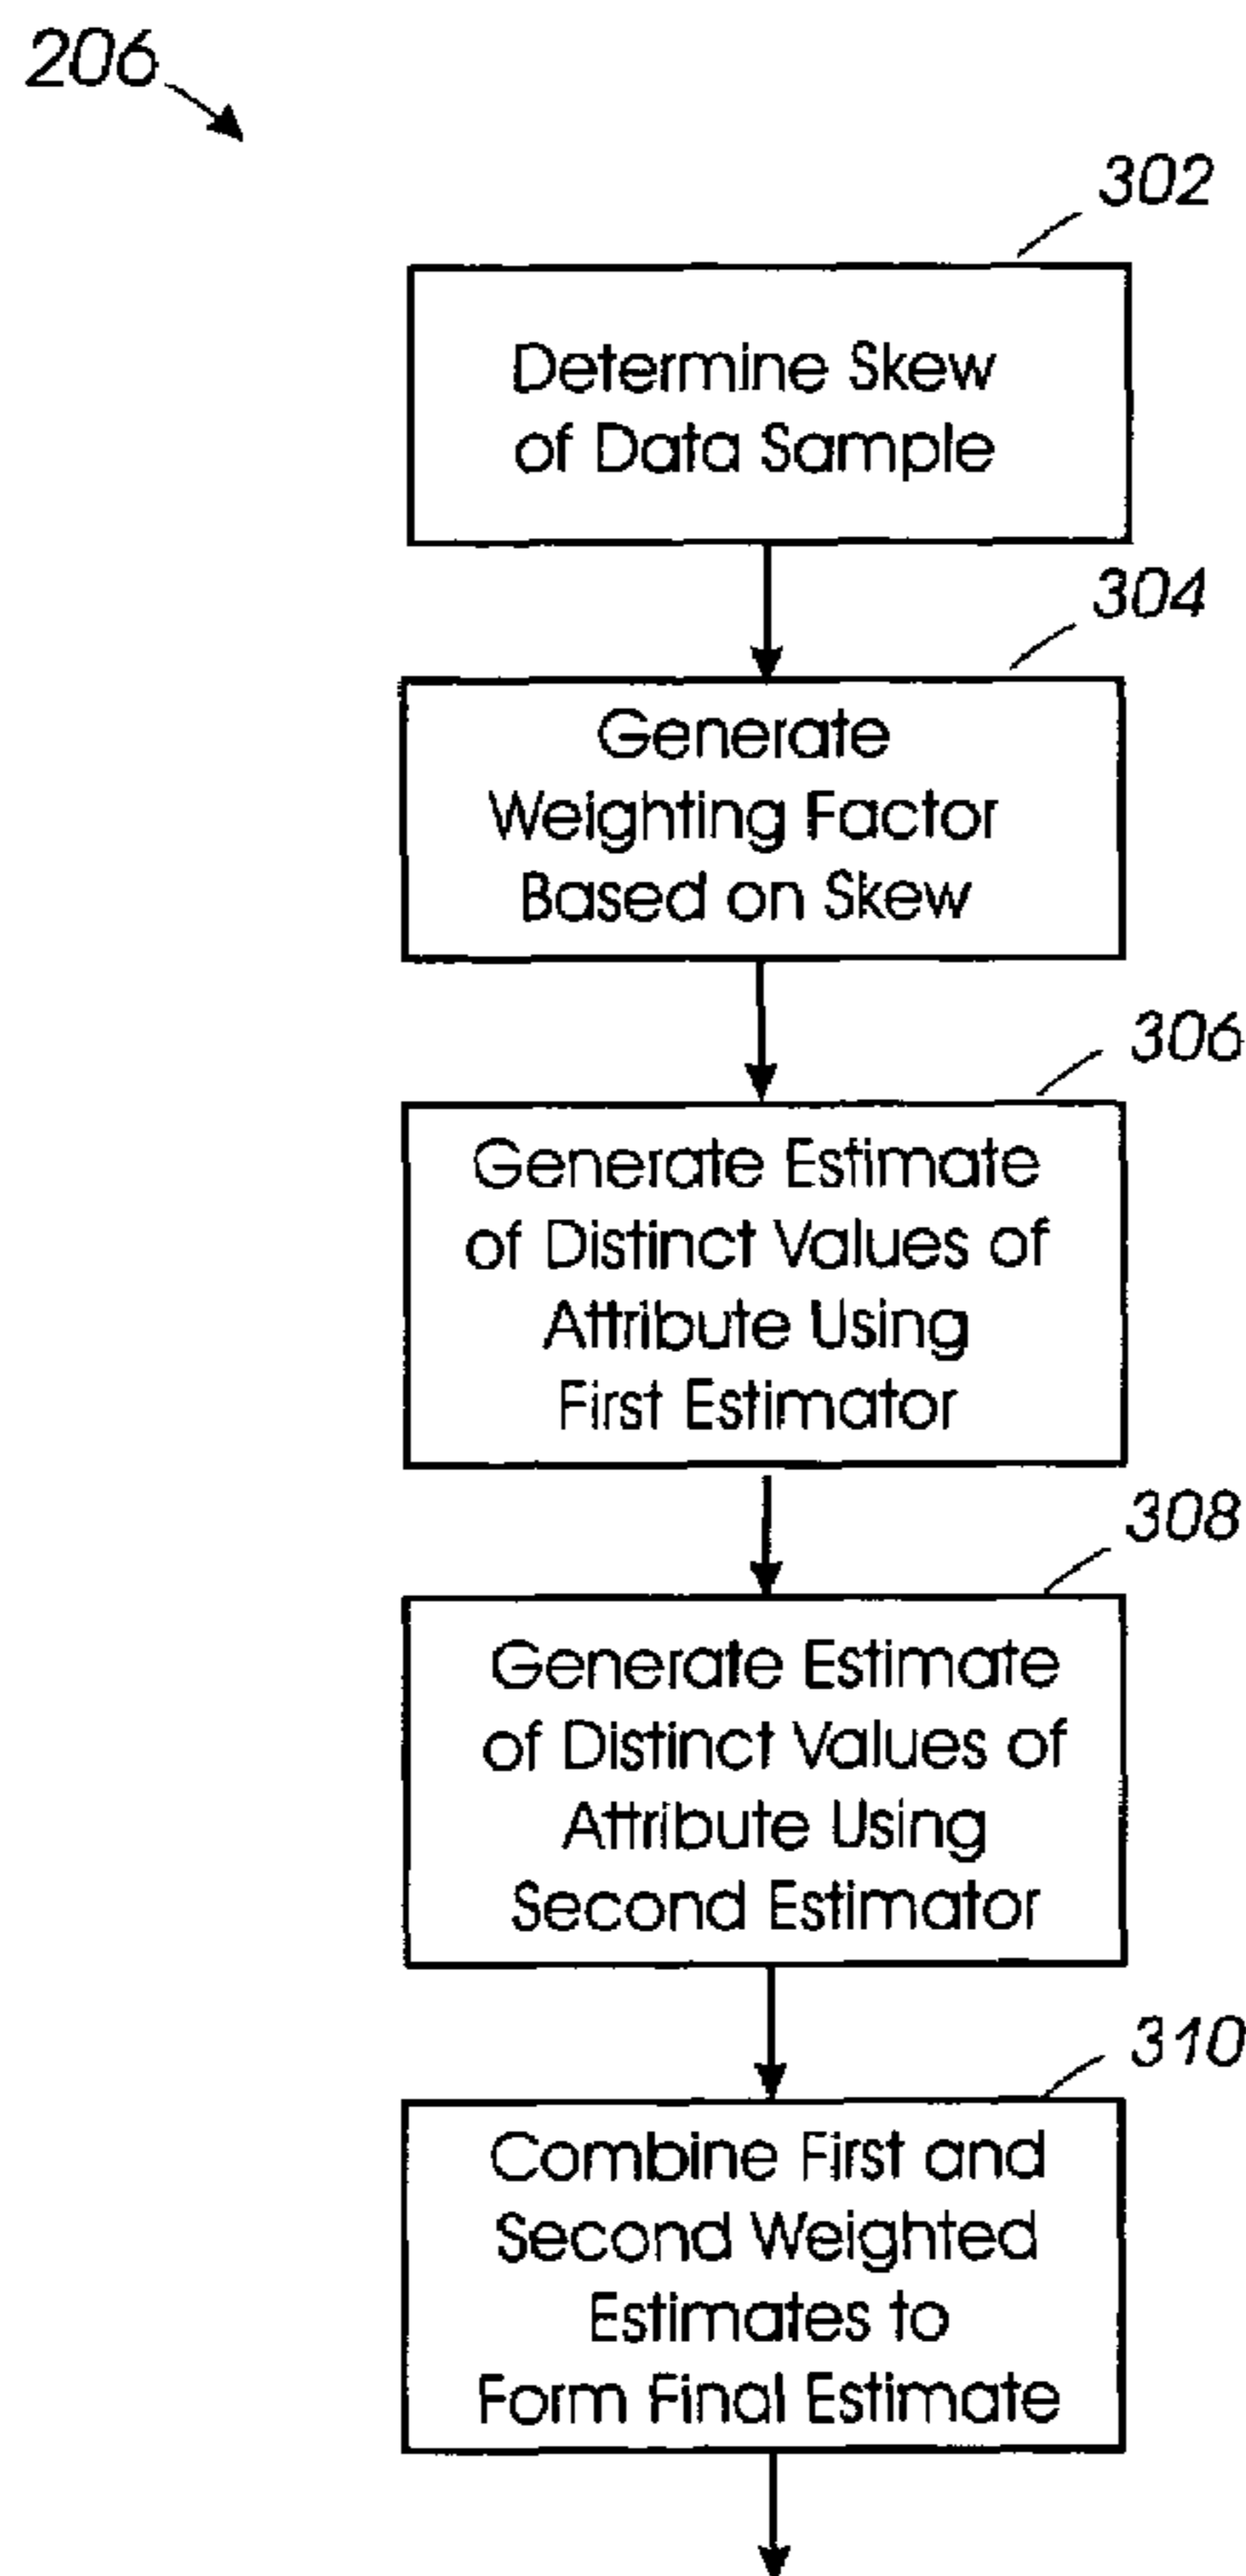 206
302
Determine Skew
of Data Sample
304
Generate
Weighting Factor
Based on Skew
306
Generate Estimate
of Distinct Values of
Attribute Using
First Estimator
308
Generate Estimate
of Distinct Values of
Attribute Using
Second Estimator
310
Combine First and
Second Weighted
Estimates to
Form Final Estimate